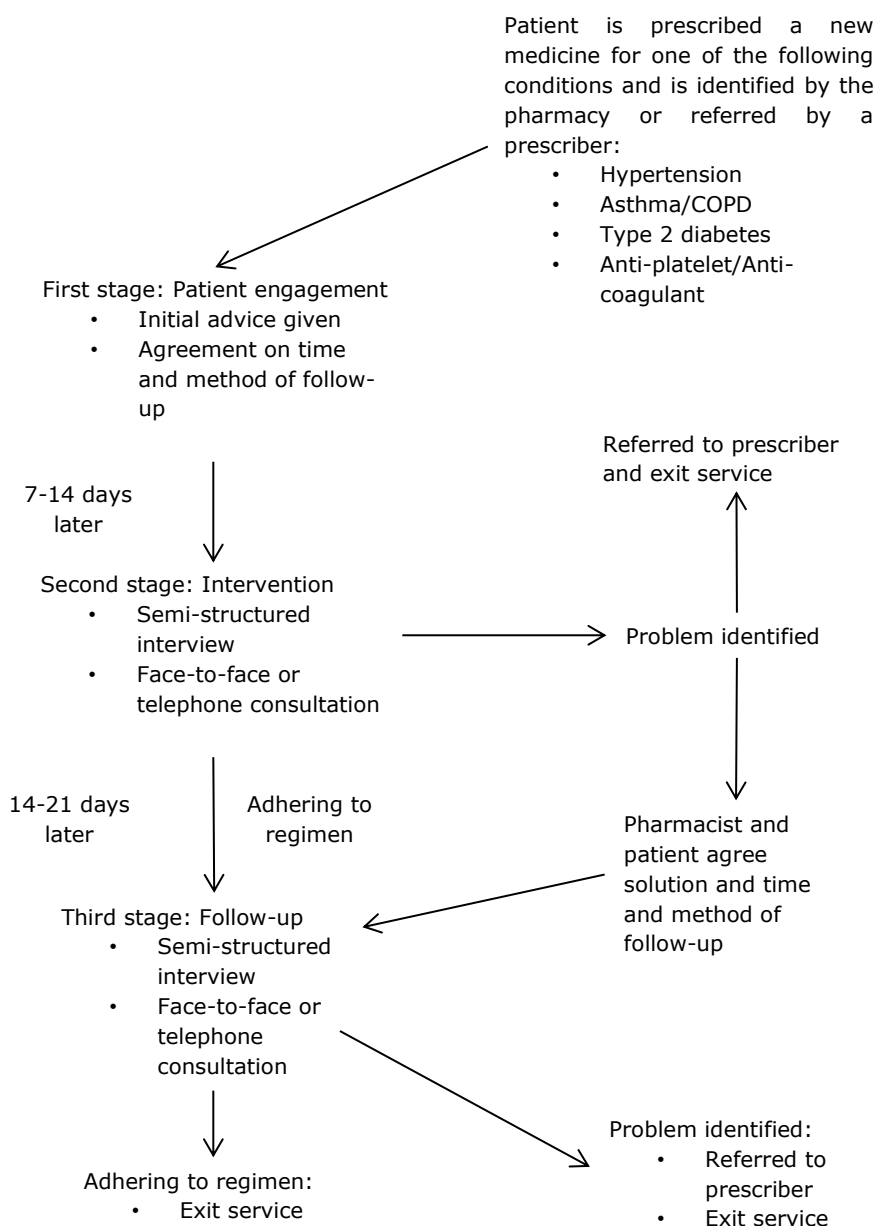 Patient is prescribed a new
medicine for one of the following
conditions and is identified by the
pharmacy or referred by a
prescriber:
• Hypertension
• Asthma/COPD
• Type 2 diabetes
• Anti-platelet/Anti-
coagulant
First stage: Patient engagement
• Initial advice given
• Agreement on time
and method of follow-
up
7-14 days
later
Second stage: Intervention
• Semi-structured
interview
• Face-to-face or
telephone consultation
Problem identified
Referred to prescriber
and exit service
Pharmacist and
patient agree
solution and time
and method of
follow-up
14-21 days
later
Adhering to
regimen
Third stage: Follow-up
• Semi-structured
interview
• Face-to-face or
telephone
consultation
Adhering to regimen:
• Exit service
Problem identified:
• Referred to
prescriber
• Exit service